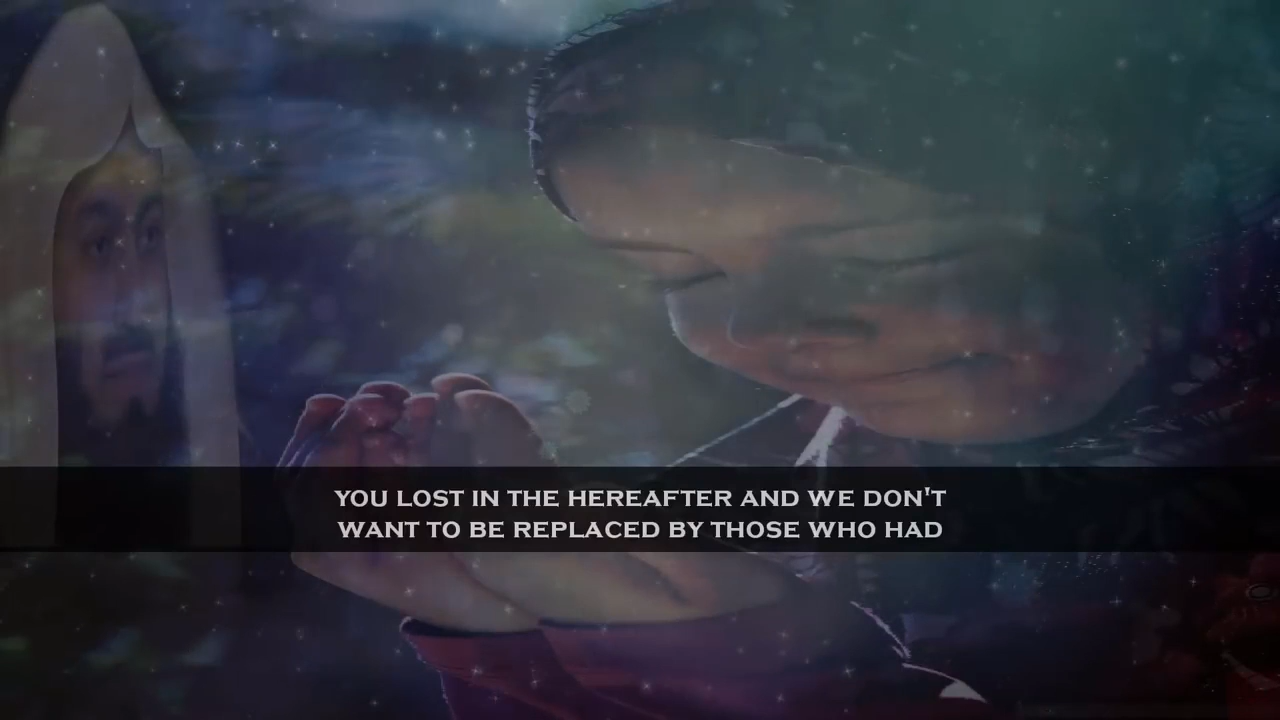 YOU LOST IN THE HEREAFTER AND WE DON'T
WANT TO BE REPLACED BY THOSE WHO HAD